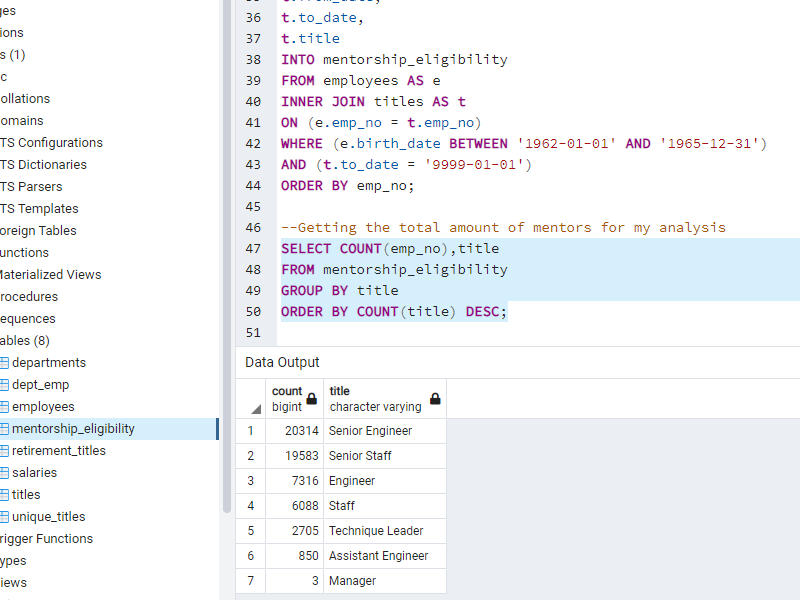 ges
ions
s (1)
c
ollations
omains
TS Configurations
TS Dictionaries
TS Parsers
TS Templates
oreign Tables
unctions
Materialized Views
rocedures
equences
ables (8)
departments
dept_emp
employees
mentorship_eligibility
retirement_titles
salaries
titles
unique_titles
rigger Functions
ypes
iews
36 t.to_date,
37 t.title
38 INTO mentorship_eligibility
39 FROM employees AS e
40 INNER JOIN titles AS t
41 ON (e.emp_no = t.emp_no)
42 WHERE (e.birth_date BETWEEN '1962-01-01' AND '1965-12-31')
43 AND (t.to_date = '9999-01-01')
44 ORDER BY emp_no;
45
46 --Getting the total amount of mentors for my analysis
47 SELECT COUNT(emp_no),title
48 FROM mentorship_eligibility
49 GROUP BY title
50 ORDER BY COUNT(title) DESC;
51
Data Output
count title
bigint character varying
1 20314 Senior Engineer
2 19583 Senior Staff
3 7316 Engineer
4 6088 Staff
5 2705 Technique Leader
6 850 Assistant Engineer
7 3 Manager